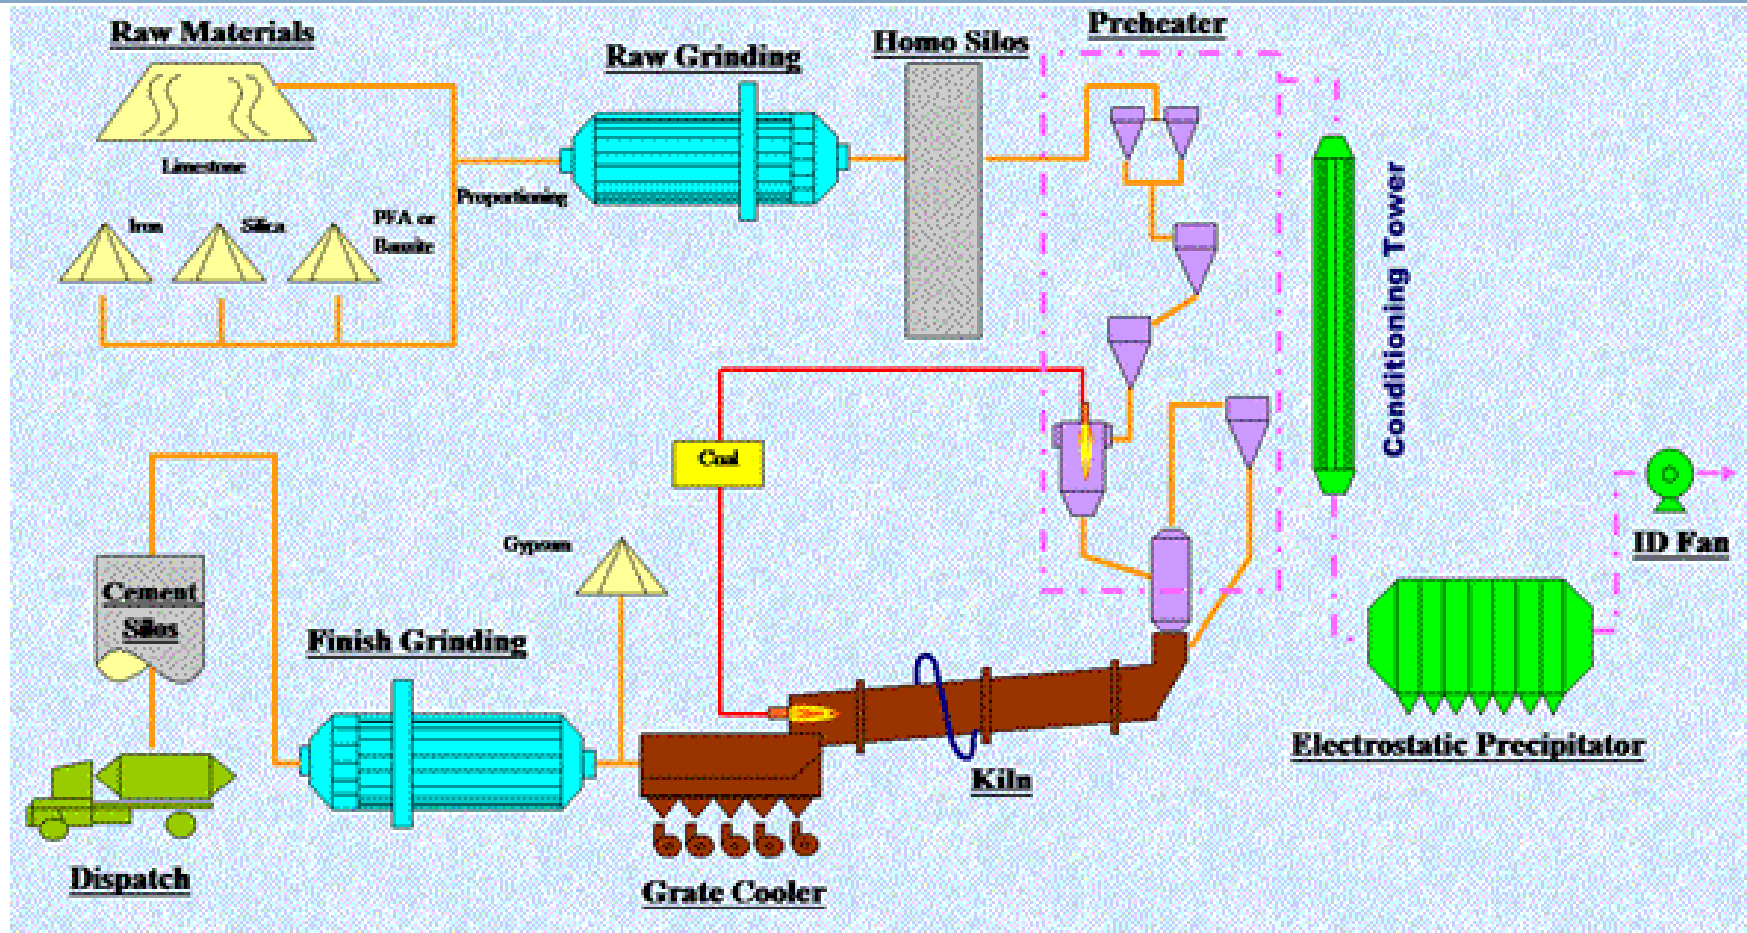 Raw Materials
Limestone
Iron
Silica
PFA or
Bauxite
Proportioning
Raw Grinding
Homo Silos
Preheater
Conditioning Tower
ID Fan
Electrostatic Precipitator
Coal
Gypsum
Kiln
Grate Cooler
Finish Grinding
Cement
Silos
Dispatch